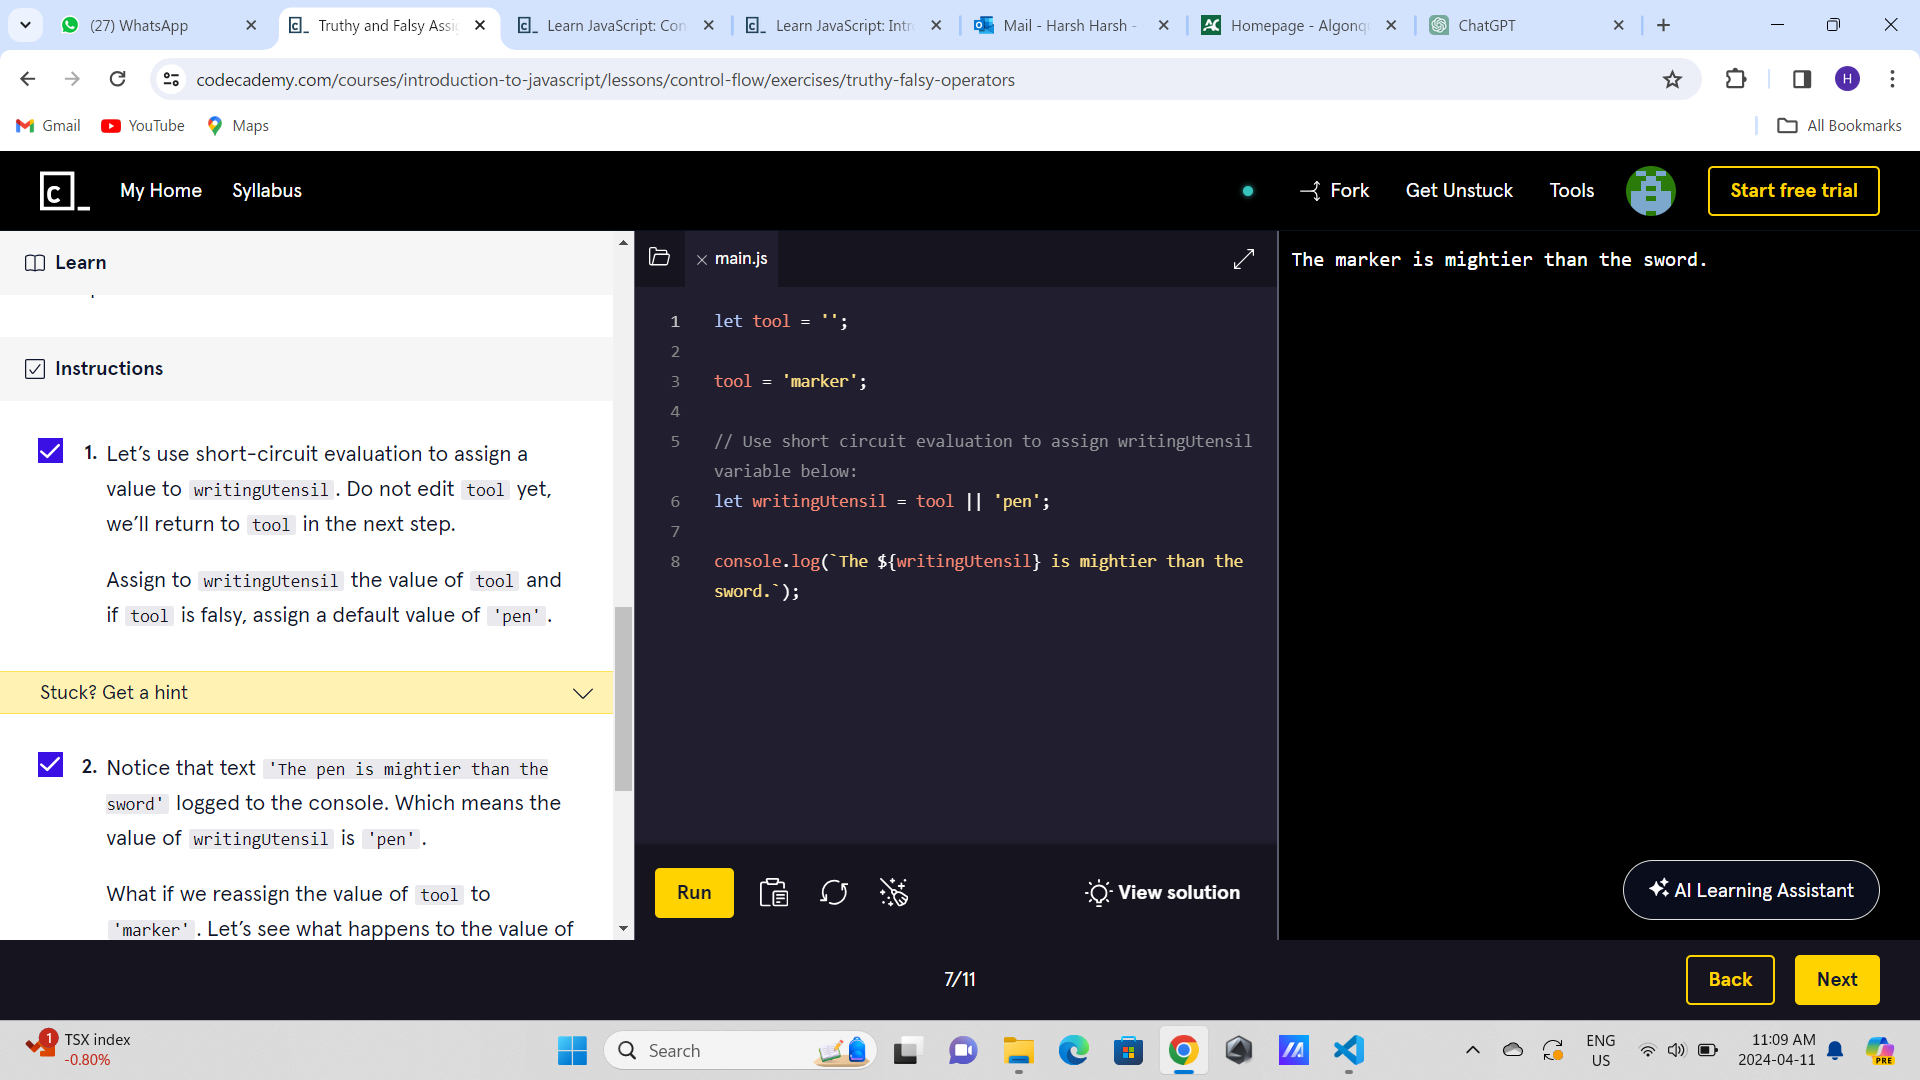 (27) WhatsApp
Truthy and Falsy Assi
Learn JavaScript: Con
Learn JavaScript: Intr
Mail - Harsh Harsh -
Homepage - Algonq
ChatGPT
codecademy.com/courses/introduction-to-javascript/lessons/control-flow/exercises/truthy-falsy-operators
H
Gmail
YouTube
Maps
All Bookmarks
c_
My Home
Syllabus
Fork
Get Unstuck
Tools
Start free trial
Learn
Instructions
1. Let's use short-circuit evaluation to assign a
value to writingUtensil. Do not edit tool yet,
we'll return to tool in the next step.
Assign to writingUtensil the value of tool and
if tool is falsy, assign a default value of 'pen'.
Stuck? Get a hint
2. Notice that text 'The pen is mightier than the
sword' logged to the console. Which means the
value of writingUtensil is 'pen'.
What if we reassign the value of tool to
'marker'. Let's see what happens to the value of
main.js
1 let tool = '';
2
3 tool = 'marker';
4
5 // Use short circuit evaluation to assign writingUtensil
variable below:
6 let writingUtensil = tool || 'pen';
7
8 console.log(`The ${writingUtensil} is mightier than the
sword.`);
Run
View solution
The marker is mightier than the sword.
AI Learning Assistant
7/11
Back
Next
1
TSX index
-0.80%
Search
ENG
US
11:09 AM
2024-04-11
PRE